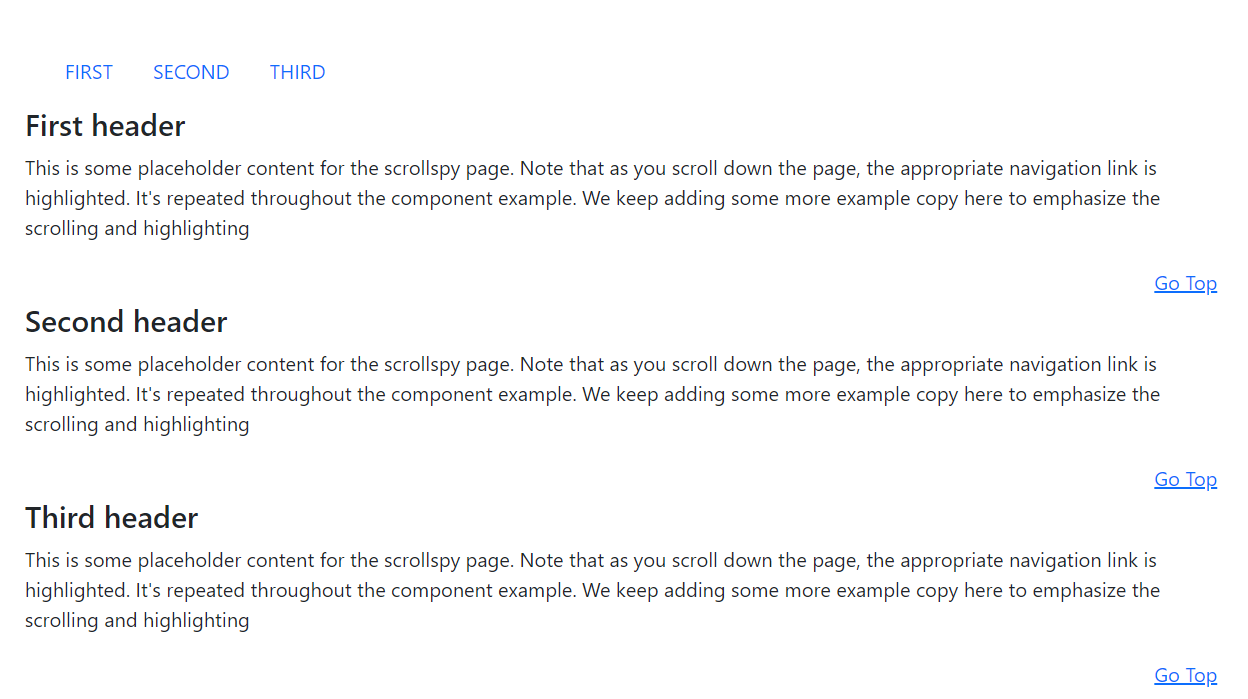 FIRST SECOND THIRD
First header
This is some placeholder content for the scrollspy page. Note that as you scroll down the page, the appropriate navigation link is
highlighted. It's repeated throughout the component example. We keep adding some more example copy here to emphasize the
scrolling and highlighting
Go Top
Second header
This is some placeholder content for the scrollspy page. Note that as you scroll down the page, the appropriate navigation link is
highlighted. It's repeated throughout the component example. We keep adding some more example copy here to emphasize the
scrolling and highlighting
Go Top
Third header
This is some placeholder content for the scrollspy page. Note that as you scroll down the page, the appropriate navigation link is
highlighted. It's repeated throughout the component example. We keep adding some more example copy here to emphasize the
scrolling and highlighting
Go Top